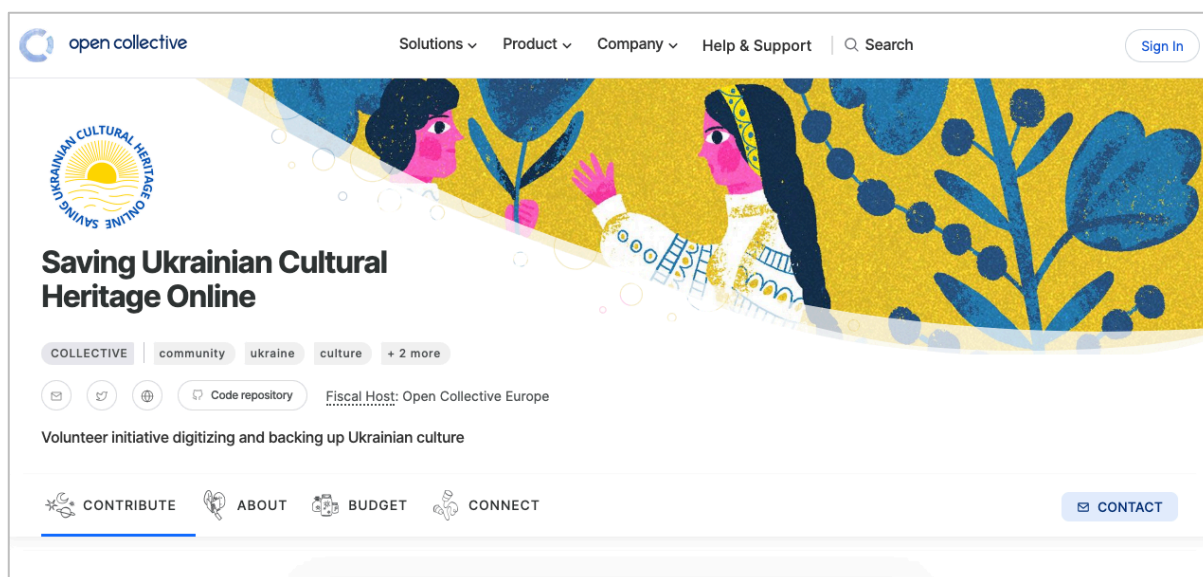 open collective
Solutions Product Company Help & Support Search Sign In
SAVING UKRAINIAN CULTURAL HERITAGE ONLINE
Saving Ukrainian Cultural
Heritage Online
COLLECTIVE community ukraine culture + 2 more
Code repository Fiscal Host: Open Collective Europe
Volunteer initiative digitizing and backing up Ukrainian culture
CONTRIBUTE ABOUT BUDGET CONNECT CONTACT